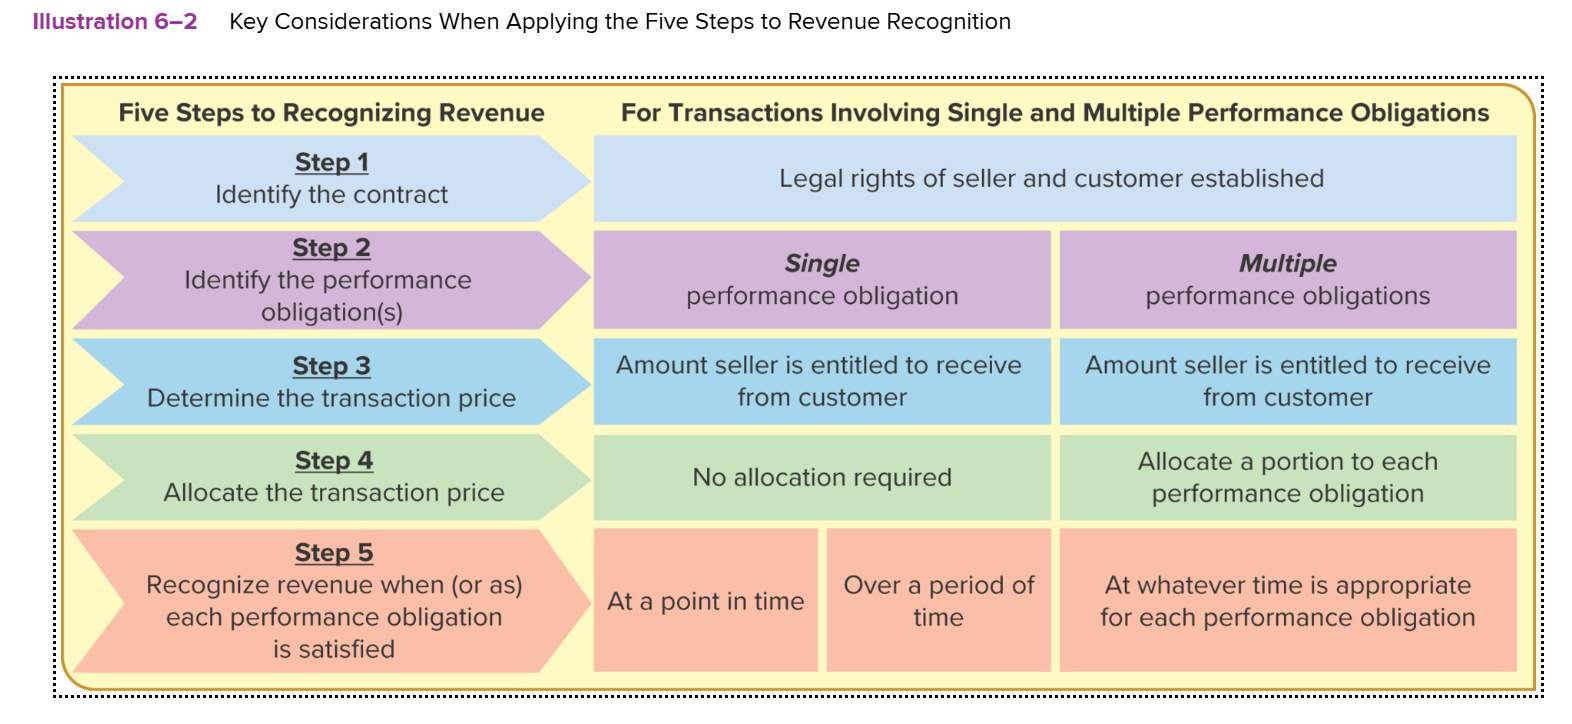 Illustration 6–2 Key Considerations When Applying the Five Steps to Revenue Recognition
Five Steps to Recognizing Revenue
For Transactions Involving Single and Multiple Performance Obligations
Step 1
Identify the contract
Legal rights of seller and customer established
Step 2
Identify the performance
obligation(s)
Single
performance obligation
Multiple
performance obligations
Step 3
Determine the transaction price
Amount seller is entitled to receive
from customer
Amount seller is entitled to receive
from customer
Step 4
Allocate the transaction price
No allocation required
Allocate a portion to each
performance obligation
Step 5
Recognize revenue when (or as)
each performance obligation
is satisfied
At a point in time
Over a period of
time
At whatever time is appropriate
for each performance obligation